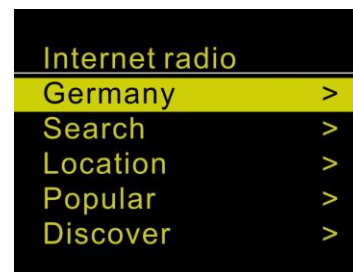 Internet radio
Germany >
Search >
Location >
Popular >
Discover >